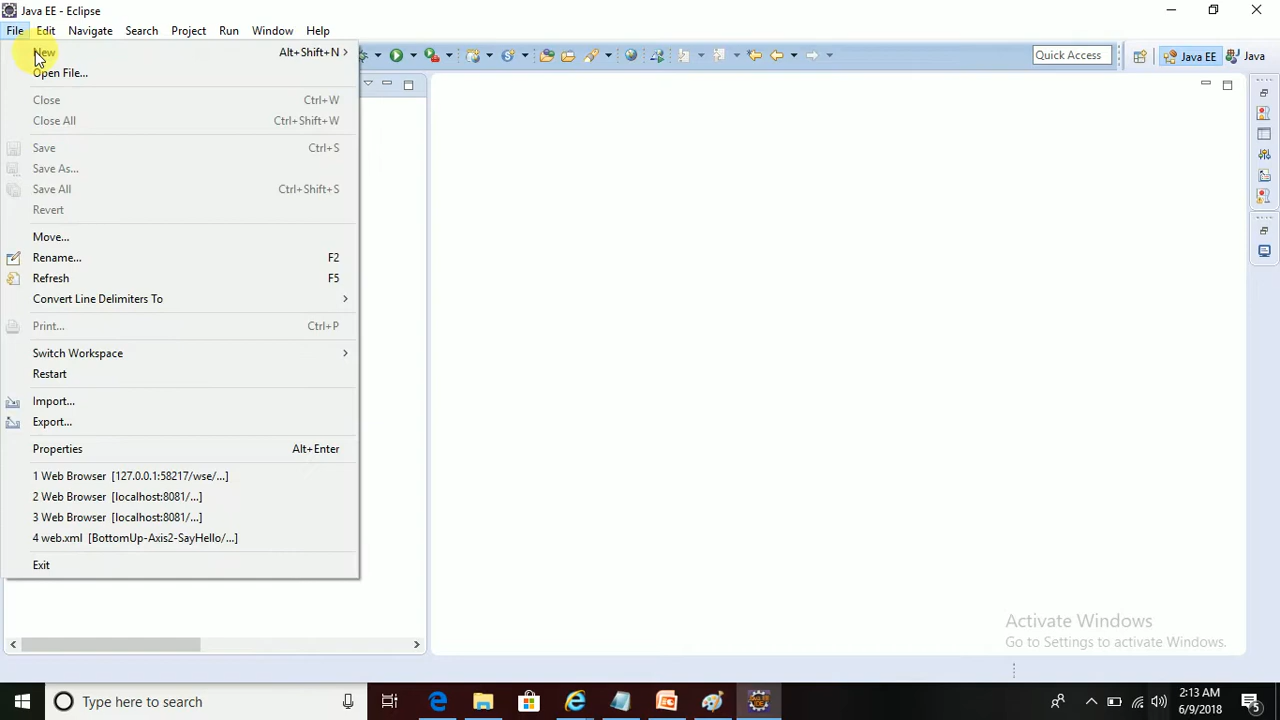 Java EE - Eclipse
File Edit Navigate Search Project Run Window Help
New Alt+Shift+N
Open File...
Quick Access
Java EE
Java
Close Ctrl+W
Close All Ctrl+Shift+W
Save Ctrl+S
Save As...
Save All Ctrl+Shift+S
Revert
Move...
Rename... F2
Refresh F5
Convert Line Delimiters To
Print... Ctrl+P
Switch Workspace
Restart
Import...
Export...
Properties Alt+Enter
1 Web Browser [127.0.0.1:58217/wse/...]
2 Web Browser [localhost:8081/...]
3 Web Browser [localhost:8081/...]
4 web.xml [BottomUp-Axis2-SayHello/...]
Exit
Activate Windows
Go to Settings to activate Windows.
Type here to search
2:13 AM
6/9/2018
5